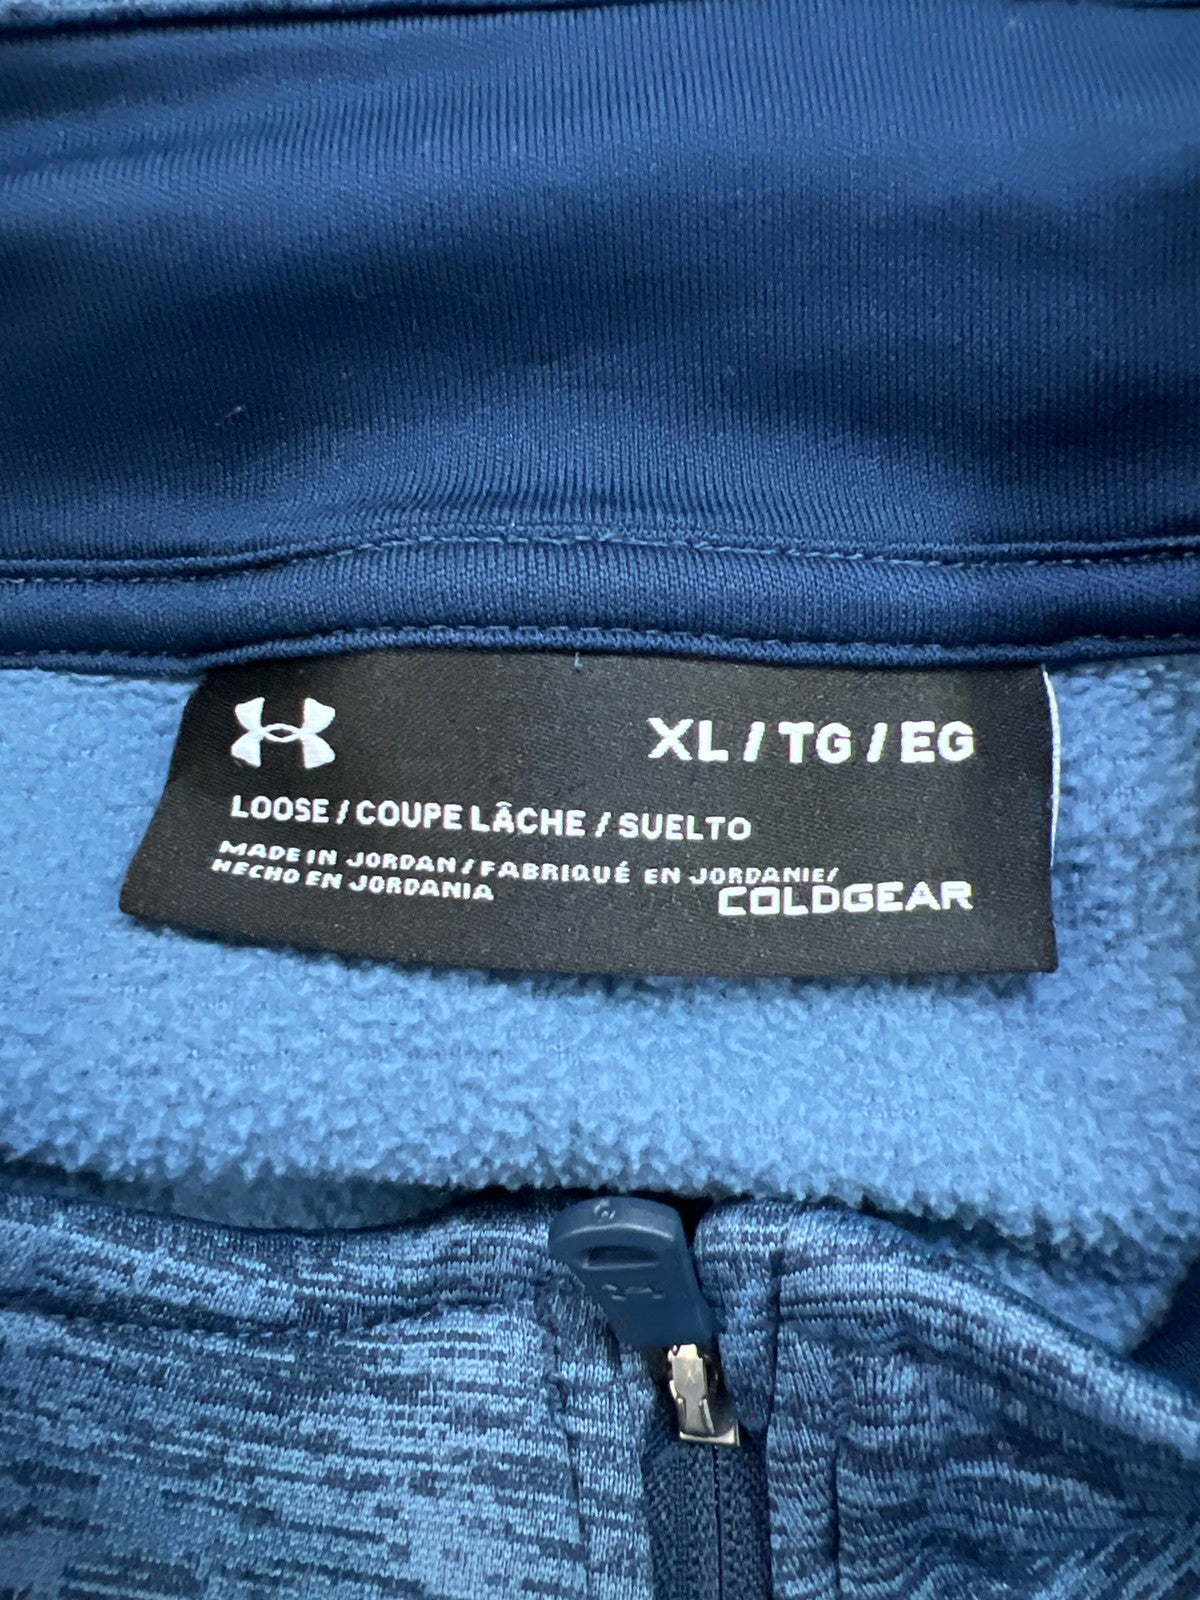 XL / TG / EG
LOOSE / COUPE LÂCHE / SUELTO
MADE IN JORDAN / FABRIQUÉ EN JORDANIE/
HECHO EN JORDANIA
COLDGEAR